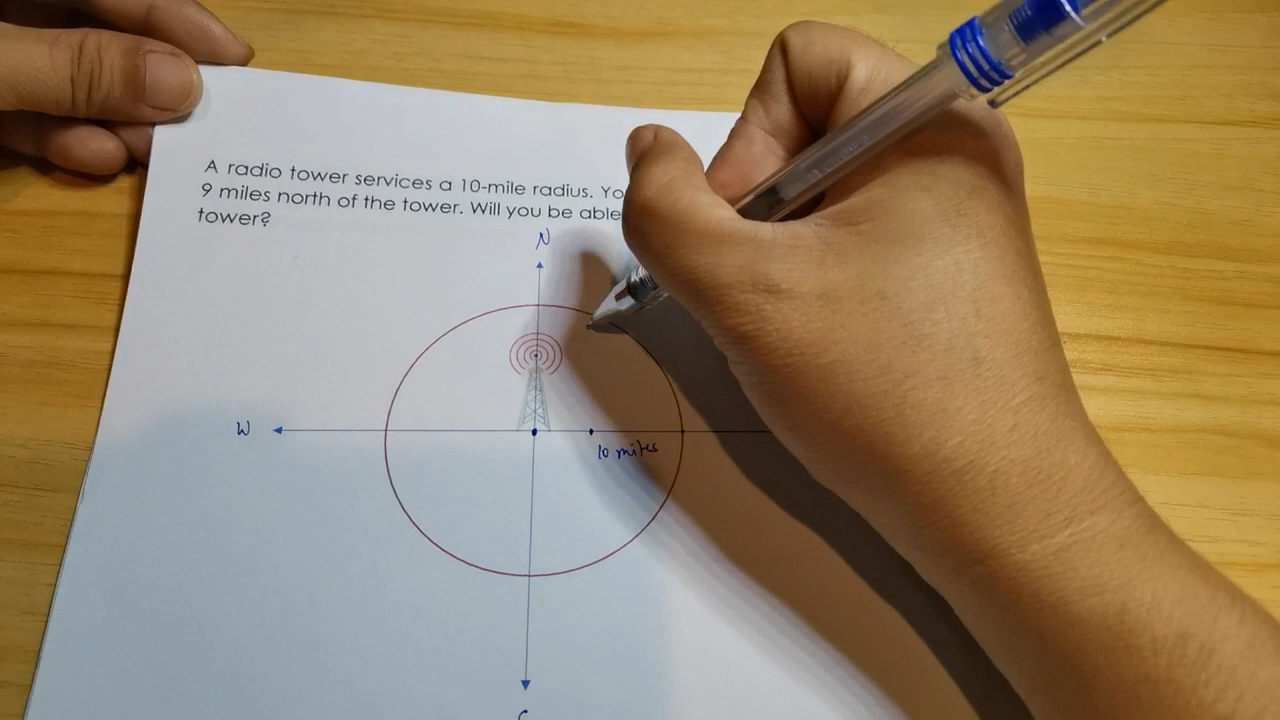 A radio tower services a 10-mile radius. Yo
9 miles north of the tower. Will you be able
tower?
N
W
10 miles